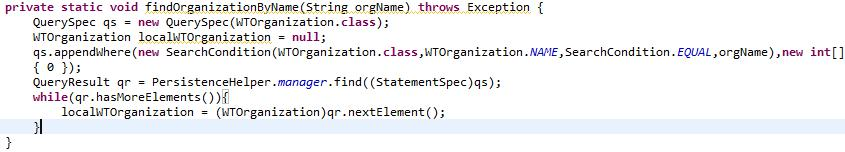 private static void findOrganizationByName(String orgName) throws Exception {
QuerySpec qs = new QuerySpec(WTOrganization.class);
WTOrganization localWTOrganization = null;
qs.appendWhere(new SearchCondition(WTOrganization.class,WTOrganization.NAME,SearchCondition.EQUAL,orgName),new int[]
{ 0 });
QueryResult qr = PersistenceHelper.manager.find((StatementSpec)qs);
while(qr.hasMoreElements()){
localWTOrganization = (WTOrganization)qr.nextElement();
}
}